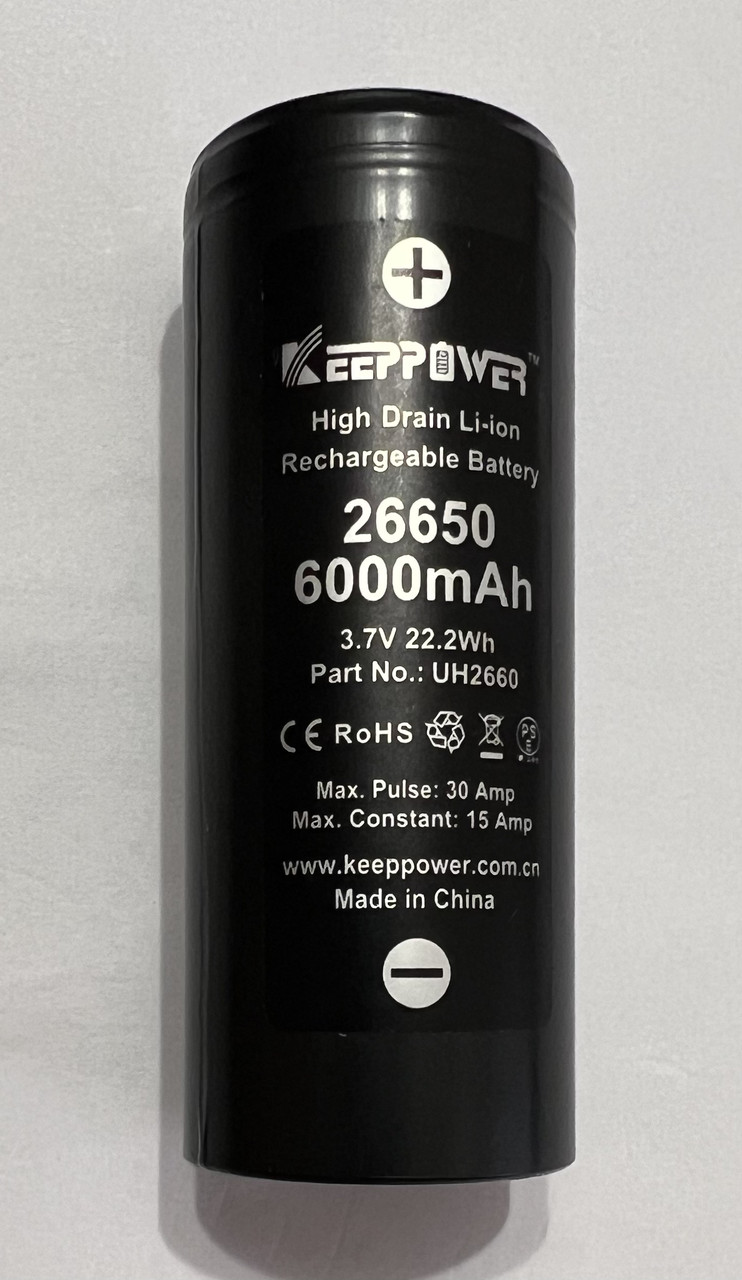 +
KEEPPOWER™
High Drain Li-ion
Rechargeable Battery
26650
6000mAh
3.7V 22.2Wh
Part No.: UH2660
CE RoHS PSE
Max. Pulse: 30 Amp
Max. Constant: 15 Amp
www.keeppower.com.cn
Made in China
−